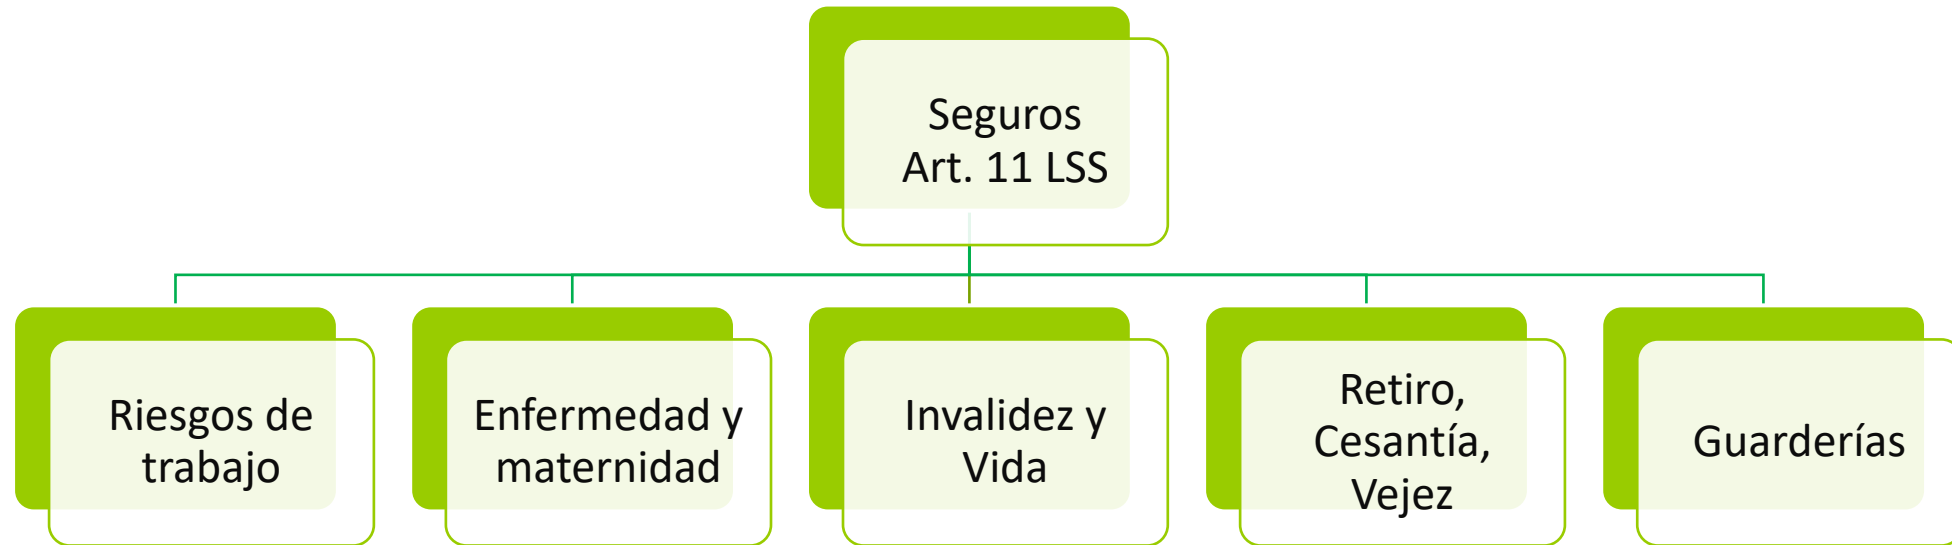 Seguros
Art. 11 LSS
Riesgos de
trabajo
Enfermedad y
maternidad
Invalidez y
Vida
Retiro,
Cesantía,
Vejez
Guarderías